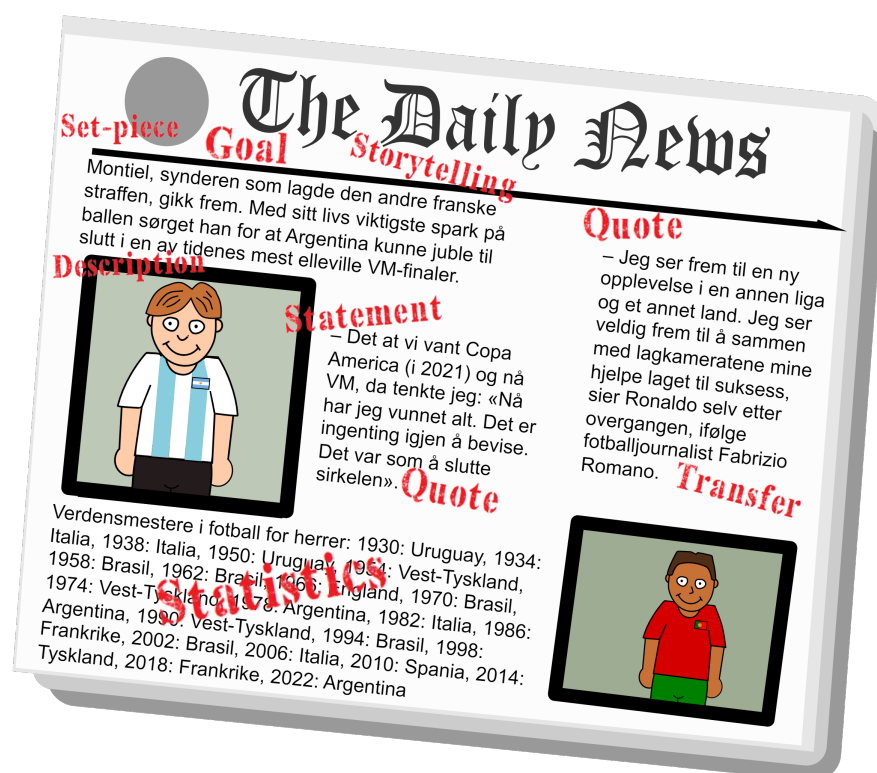 The Daily News
Set-piece
Goal
Storytelling
Montiel, synderen som lagde den andre franske
straffen, gikk frem. Med sitt livs viktigste spark på
ballen sørget han for at Argentina kunne juble til
slutt i en av tidenes mest elleville VM-finaler.
Description
Statement
– Det at vi vant Copa
America (i 2021) og nå
VM, da tenkte jeg: «Nå
har jeg vunnet alt. Det er
ingenting igjen å bevise.
Det var som å slutte
sirkelen».
Quote
Quote
– Jeg ser frem til en ny
opplevelse i en annen liga
og et annet land. Jeg ser
veldig frem til å sammen
med lagkameratene mine
hjelpe laget til suksess,
sier Ronaldo selv etter
overgangen, ifølge
fotballjournalist Fabrizio
Romano.
Transfer
Verdensmestere i fotball for herrer: 1930: Uruguay, 1934:
Italia, 1938: Italia, 1950: Uruguay, 1954: Vest-Tyskland,
1958: Brasil, 1962: Brasil, 1966: England, 1970: Brasil,
1974: Vest-Tyskland, 1978: Argentina, 1982: Italia, 1986:
Argentina, 1990: Vest-Tyskland, 1994: Brasil, 1998:
Frankrike, 2002: Brasil, 2006: Italia, 2010: Spania, 2014:
Tyskland, 2018: Frankrike, 2022: Argentina
Statistics